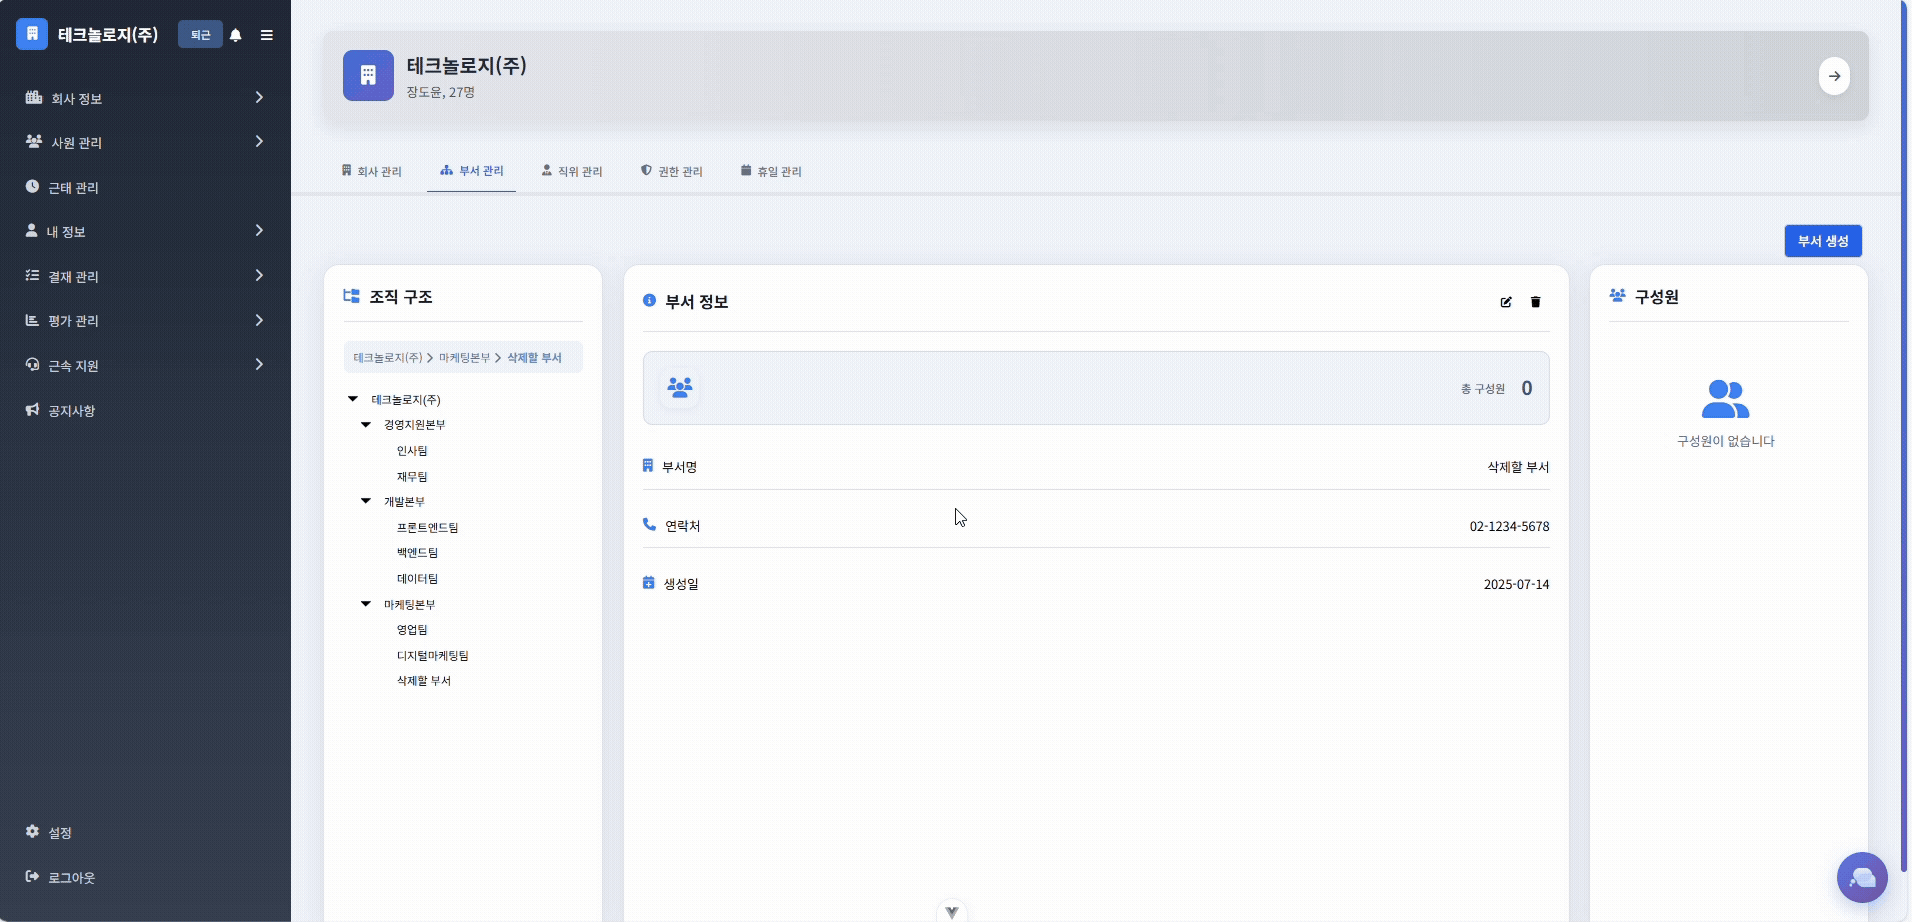 테크놀로지(주)
퇴근
회사 정보
사원 관리
근태 관리
내 정보
결재 관리
평가 관리
근속 지원
공지사항
설정
로그아웃
테크놀로지(주)
장도윤, 27명
회사 관리
부서 관리
직위 관리
권한 관리
휴일 관리
부서 생성
조직 구조
테크놀로지(주) > 마케팅본부 > 삭제할 부서
테크놀로지(주)
경영지원본부
인사팀
재무팀
개발본부
프론트엔드팀
백엔드팀
데이터팀
마케팅본부
영업팀
디지털마케팅팀
삭제할 부서
부서 정보
총 구성원 0
부서명 삭제할 부서
연락처 02-1234-5678
생성일 2025-07-14
구성원
구성원이 없습니다